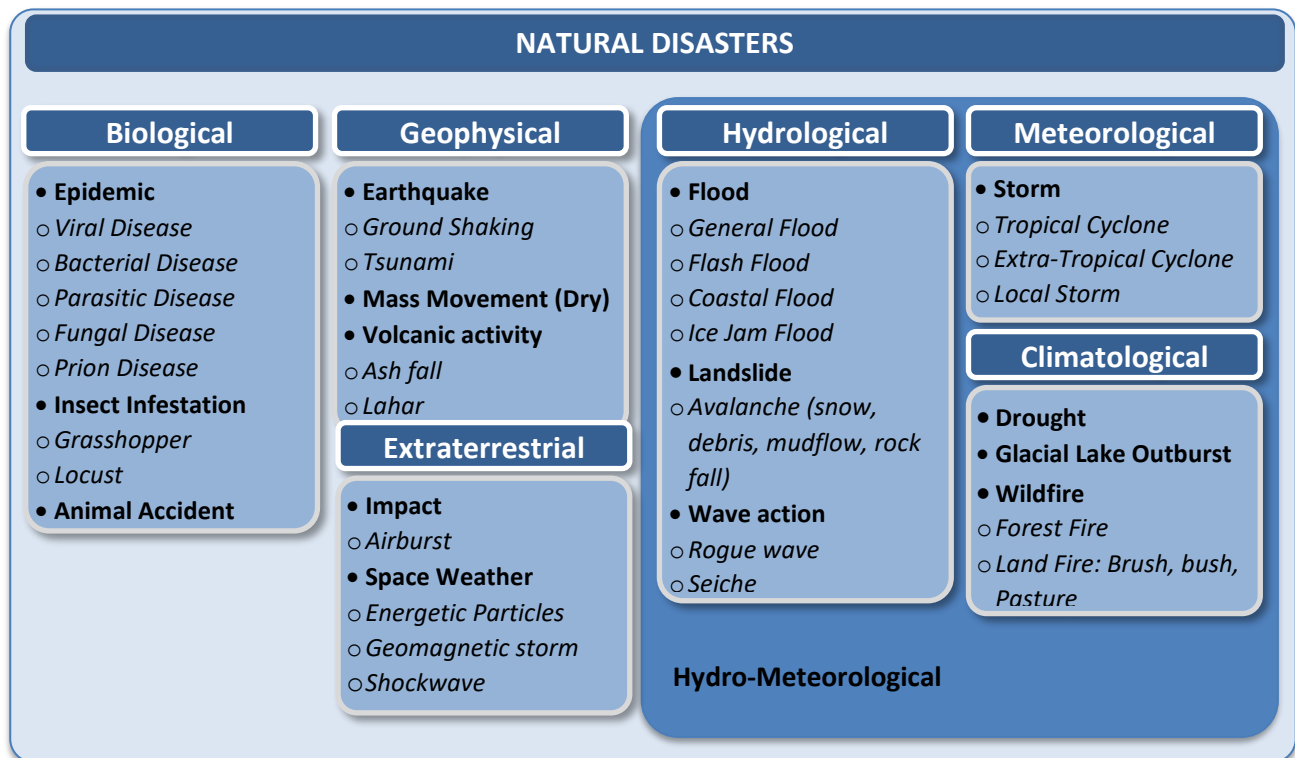 NATURAL DISASTERS
Biological
• Epidemic
○ Viral Disease
○ Bacterial Disease
○ Parasitic Disease
○ Fungal Disease
○ Prion Disease
• Insect Infestation
○ Grasshopper
○ Locust
• Animal Accident
Geophysical
• Earthquake
○ Ground Shaking
○ Tsunami
• Mass Movement (Dry)
• Volcanic activity
○ Ash fall
○ Lahar
Extraterrestrial
• Impact
○ Airburst
• Space Weather
○ Energetic Particles
○ Geomagnetic storm
○ Shockwave
Hydrological
• Flood
○ General Flood
○ Flash Flood
○ Coastal Flood
○ Ice Jam Flood
• Landslide
○ Avalanche (snow,
debris, mudflow, rock
fall)
• Wave action
○ Rogue wave
○ Seiche
Meteorological
• Storm
○ Tropical Cyclone
○ Extra-Tropical Cyclone
○ Local Storm
Climatological
• Drought
• Glacial Lake Outburst
• Wildfire
○ Forest Fire
○ Land Fire: Brush, bush,
Pasture
Hydro-Meteorological